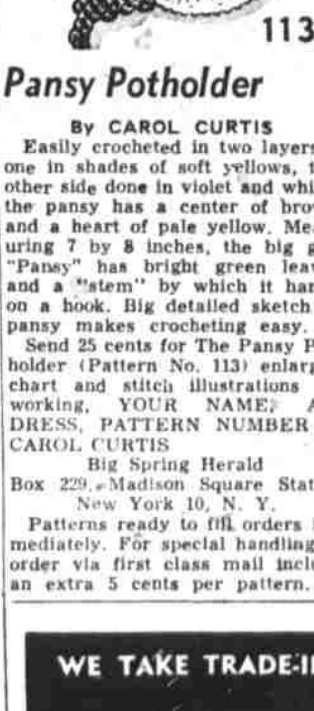 113
Pansy Potholder
By CAROL CURTIS
Easily crocheted in two layers
one in shades of soft yellows, t
other side done in violet and whi
the pansy has a center of bro
and a heart of pale yellow. Me
uring 7 by 8 inches, the big g
"Pansy" has bright green leav
and a "stem" by which it han
on a hook. Big detailed sketch
pansy makes crocheting easy.
Send 25 cents for The Pansy P
holder (Pattern No. 113) enlarg
chart and stitch illustrations
working, YOUR NAME, A
DRESS, PATTERN NUMBER
CAROL CURTIS
Big Spring Herald
Box 229, Madison Square Stat
New York 10, N. Y.
Patterns ready to fill orders i
mediately. For special handling
order via first class mail inclu
an extra 5 cents per pattern.
WE TAKE TRADE-I